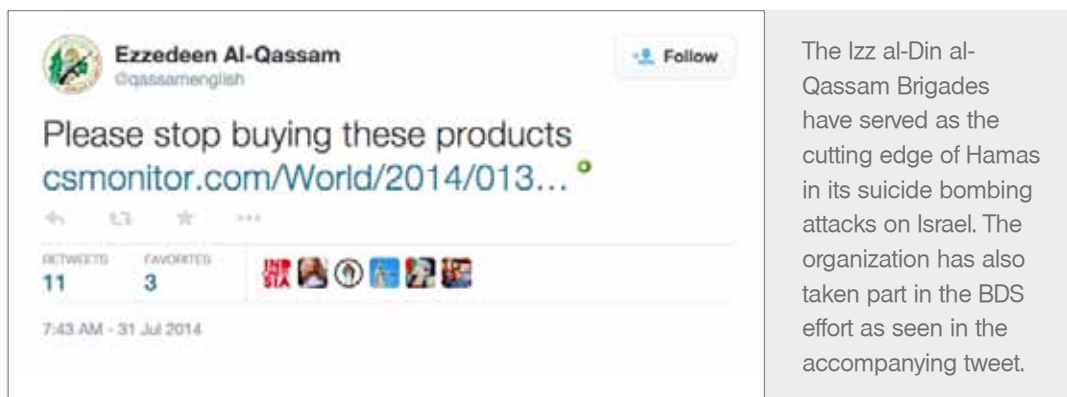 Ezzedeen Al-Qassam
@qassamenglish
Follow
Please stop buying these products
csmonitor.com/World/2014/013...
RETWEETS
FAVORITES
11
3
7:43 AM - 31 Jul 2014
The Izz al-Din al-
Qassam Brigades
have served as the
cutting edge of Hamas
in its suicide bombing
attacks on Israel. The
organization has also
taken part in the BDS
effort as seen in the
accompanying tweet.